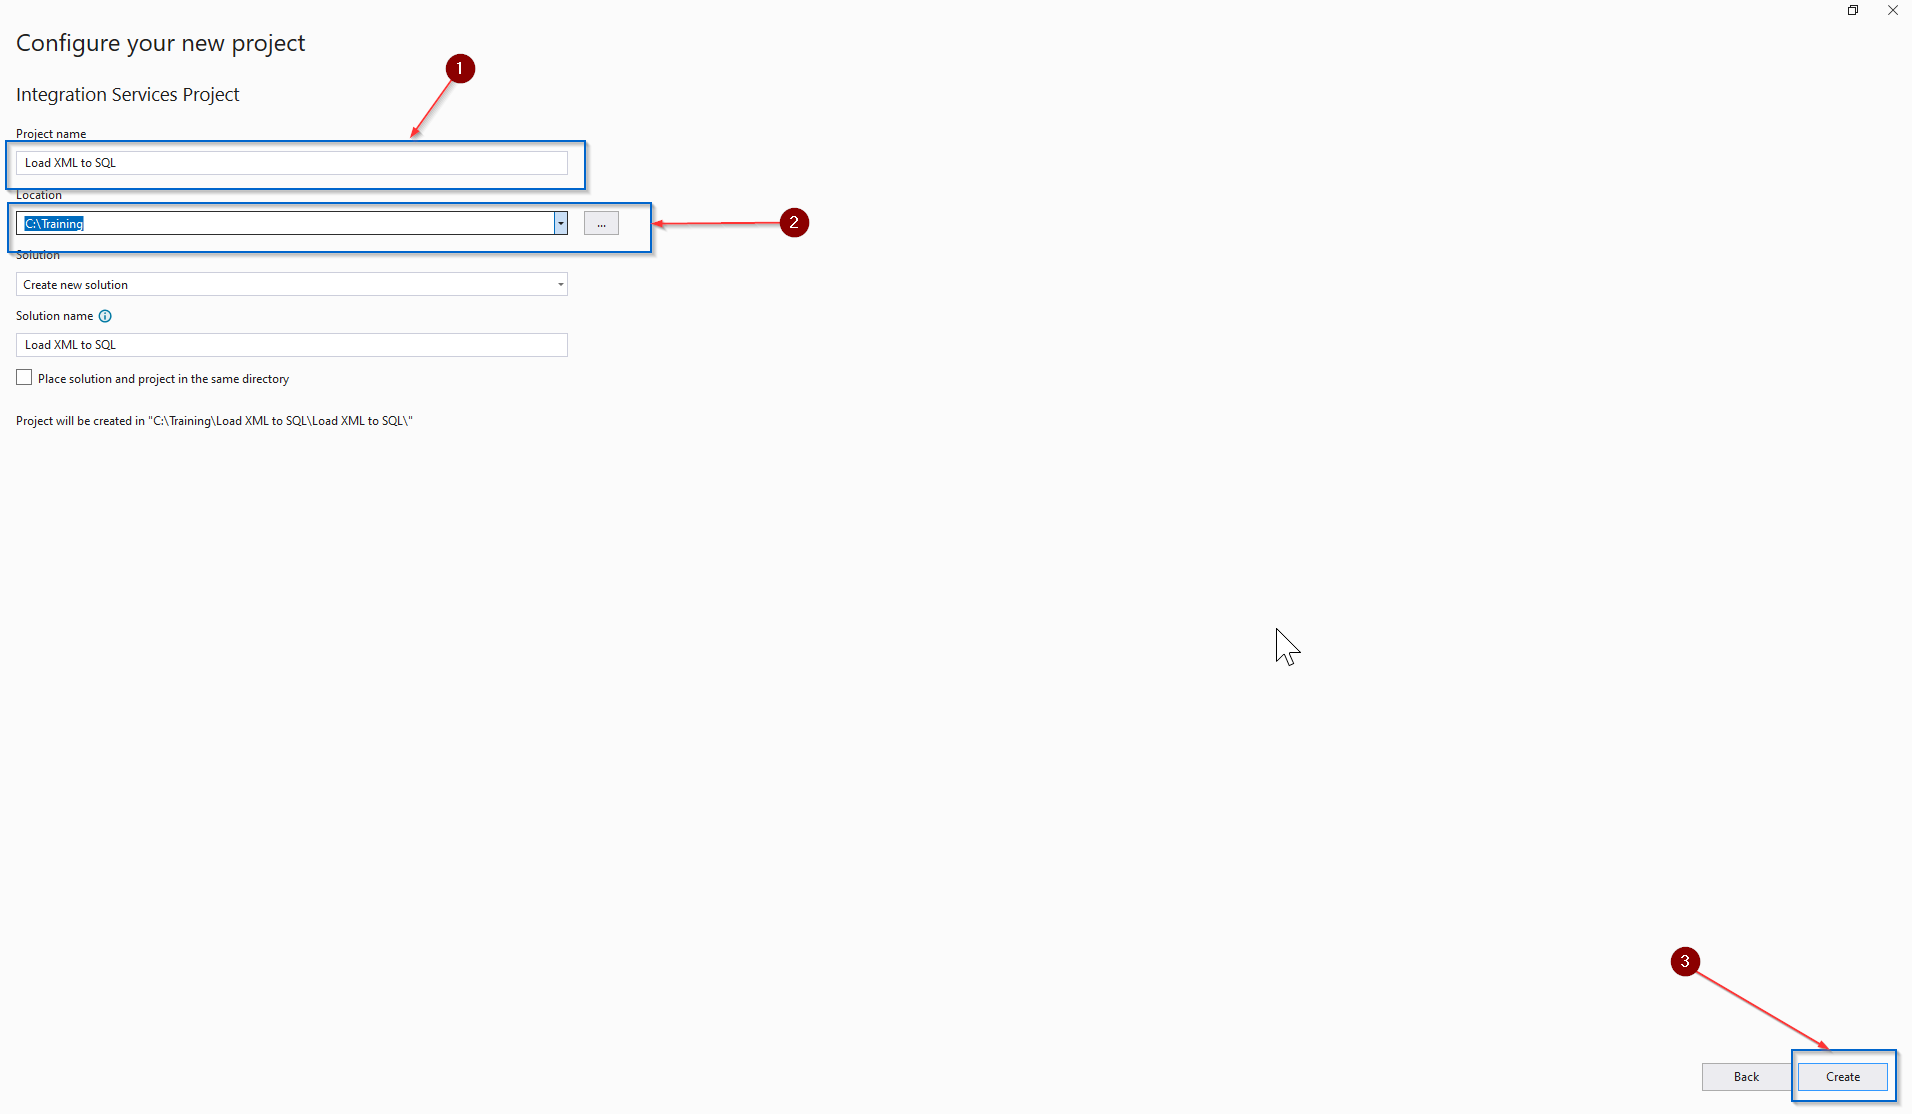 Configure your new project
1
Integration Services Project
Project name
Load XML to SQL
Location
C:\Training
...
2
Solution
Create new solution
Solution name
Load XML to SQL
Place solution and project in the same directory
Project will be created in "C:\Training\Load XML to SQL\Load XML to SQL\"
3
Back
Create